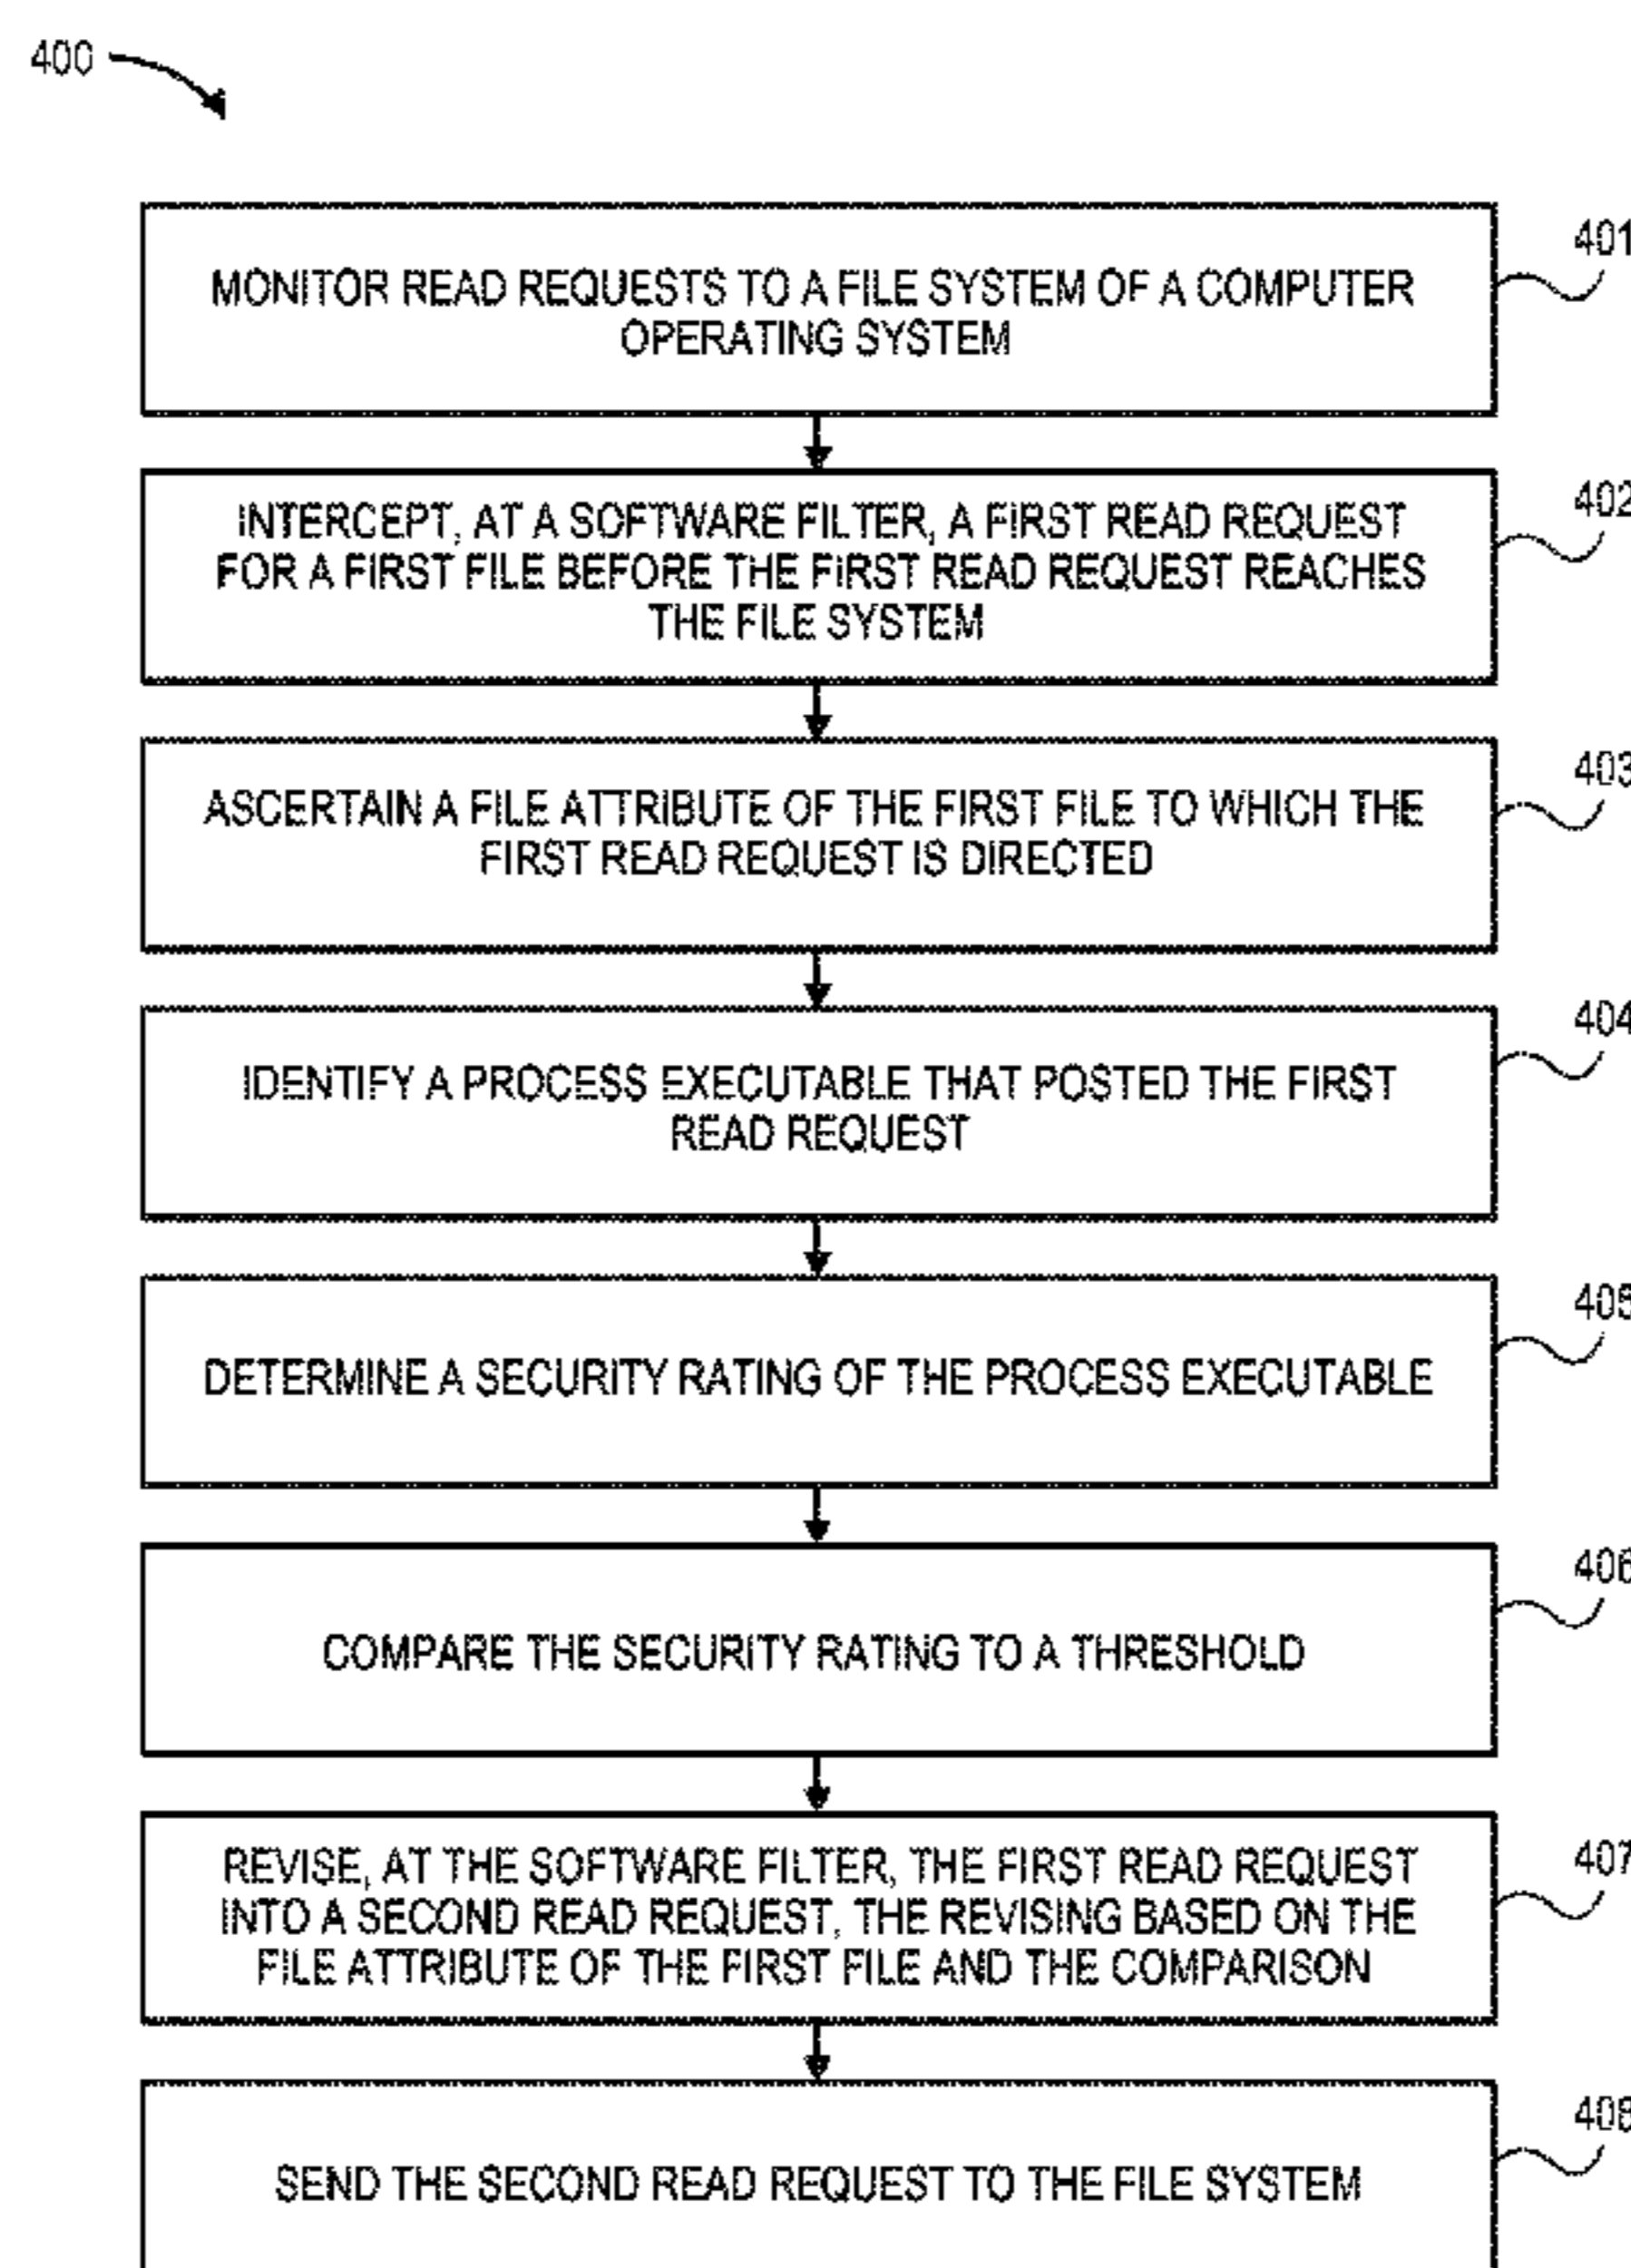 400
401
MONITOR READ REQUESTS TO A FILE SYSTEM OF A COMPUTER
OPERATING SYSTEM
402
INTERCEPT, AT A SOFTWARE FILTER, A FIRST READ REQUEST
FOR A FIRST FILE BEFORE THE FIRST READ REQUEST REACHES
THE FILE SYSTEM
403
ASCERTAIN A FILE ATTRIBUTE OF THE FIRST FILE TO WHICH THE
FIRST READ REQUEST IS DIRECTED
404
IDENTIFY A PROCESS EXECUTABLE THAT POSTED THE FIRST
READ REQUEST
405
DETERMINE A SECURITY RATING OF THE PROCESS EXECUTABLE
406
COMPARE THE SECURITY RATING TO A THRESHOLD
407
REVISE, AT THE SOFTWARE FILTER, THE FIRST READ REQUEST
INTO A SECOND READ REQUEST, THE REVISING BASED ON THE
FILE ATTRIBUTE OF THE FIRST FILE AND THE COMPARISON
408
SEND THE SECOND READ REQUEST TO THE FILE SYSTEM